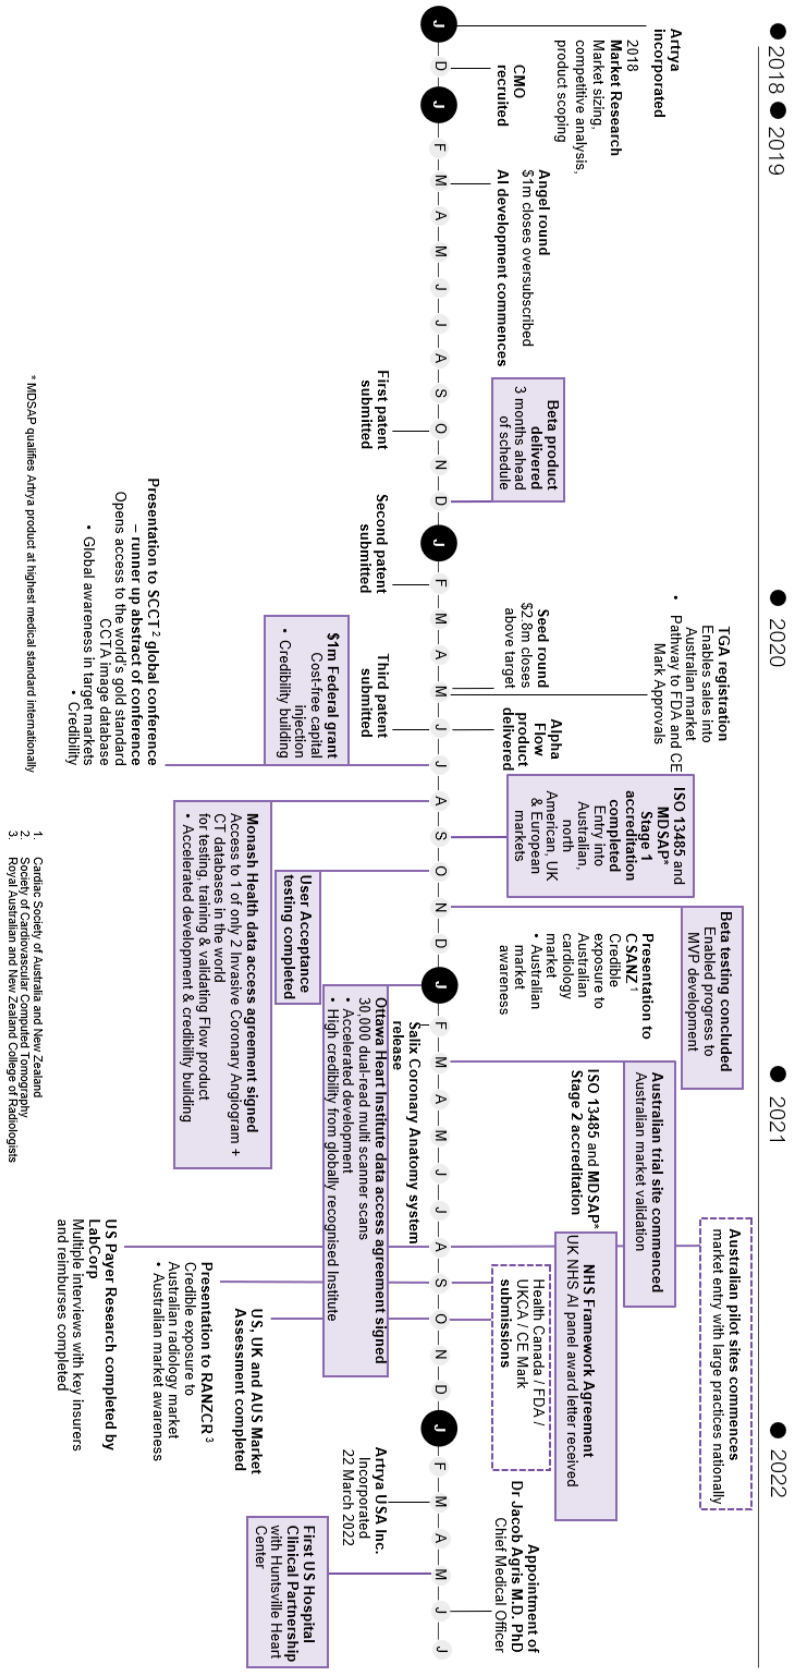 2018
2019
2020
2021
2022
Artrya
incorporated
2018
Market Research
Market sizing,
competitive analysis,
product scoping
CMO
recruited
Angel round
$1m closes oversubscribed
AI development commences
Beta product
delivered
3 months ahead
of schedule
TGA registration
Enables sales into
Australian market
• Pathway to FDA and CE
Mark Approvals
Seed round
$2.8m closes
above target
Alpha
Flow
product
delivered
ISO 13485 and
MDSAP*
Stage 1
accreditation
completed
Entry into
Australian,
north
American, UK
& European
markets
Beta testing concluded
Enabled progress to
MVP development
Presentation to
CSANZ 1
Credible
exposure to
Australian
cardiology
market
• Australian
market
awareness
Australian trial site commenced
Australian market validation
ISO 13485 and MDSAP*
Stage 2 accreditation
Australian pilot sites commences
market entry with large practices nationally
NHS Framework Agreement
UK NHS AI panel award letter received
Health Canada / FDA /
UKCA / CE Mark
submissions
Appointment of
Dr Jacob Agris M.D. PhD
Chief Medical Officer
J D J F M A M J J A S O N D J F M A M J J A S O N D J F M A M J J A S O N D J F M A M J J
First patent
submitted
Second patent
submitted
Third patent
submitted
$1m Federal grant
Cost-free capital
injection
• Credibility building
Presentation to SCCT 2 global conference
– runner up abstract of conference
Opens access to the world's gold standard
CCTA image database
• Global awareness in target markets
• Credibility
Monash Health data access agreement signed
Access to 1 of only 2 Invasive Coronary Angiogram +
CT databases in the world
for testing, training & validating Flow product
• Accelerated development & credibility building
User Acceptance
testing completed
Ottawa Heart Institute data access agreement signed
30,000 dual-read multi scanner scans
• Accelerated development
• High credibility from globally recognised Institute
Salix Coronary Anatomy system
release
US Payer Research completed by
LabCorp
Multiple interviews with key insurers
and reimburses completed
Presentation to RANZCR 3
Credible exposure to
Australian radiology market
• Australian market awareness
US, UK and AUS Market
Assessment completed
Artrya USA Inc.
Incorporated
22 March 2022
First US Hospital
Clinical Partnership
with Huntsville Heart
Center
* MDSAP qualifies Artrya product at highest medical standard internationally
1. Cardiac Society of Australia and New Zealand
2. Society of Cardiovascular Computed Tomography
3. Royal Australian and New Zealand College of Radiologists